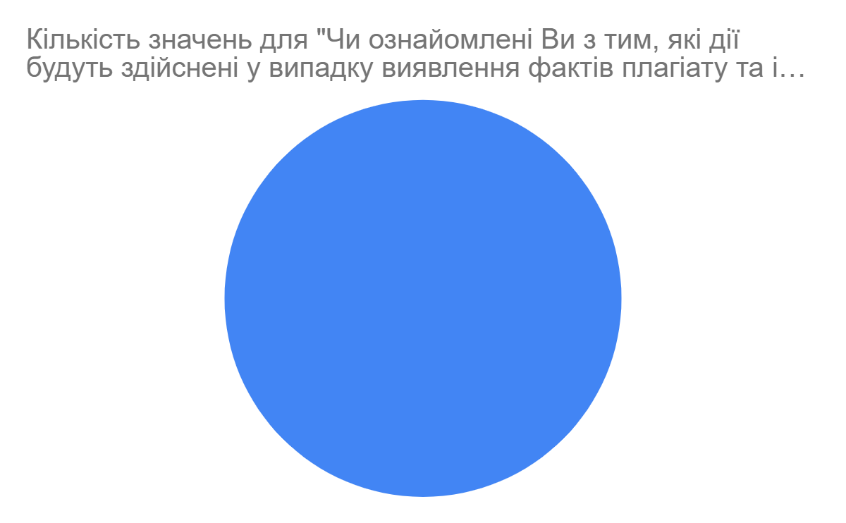 Кількість значень для "Чи ознайомлені Ви з тим, які дії
будуть здійснені у випадку виявлення фактів плагіату та і…